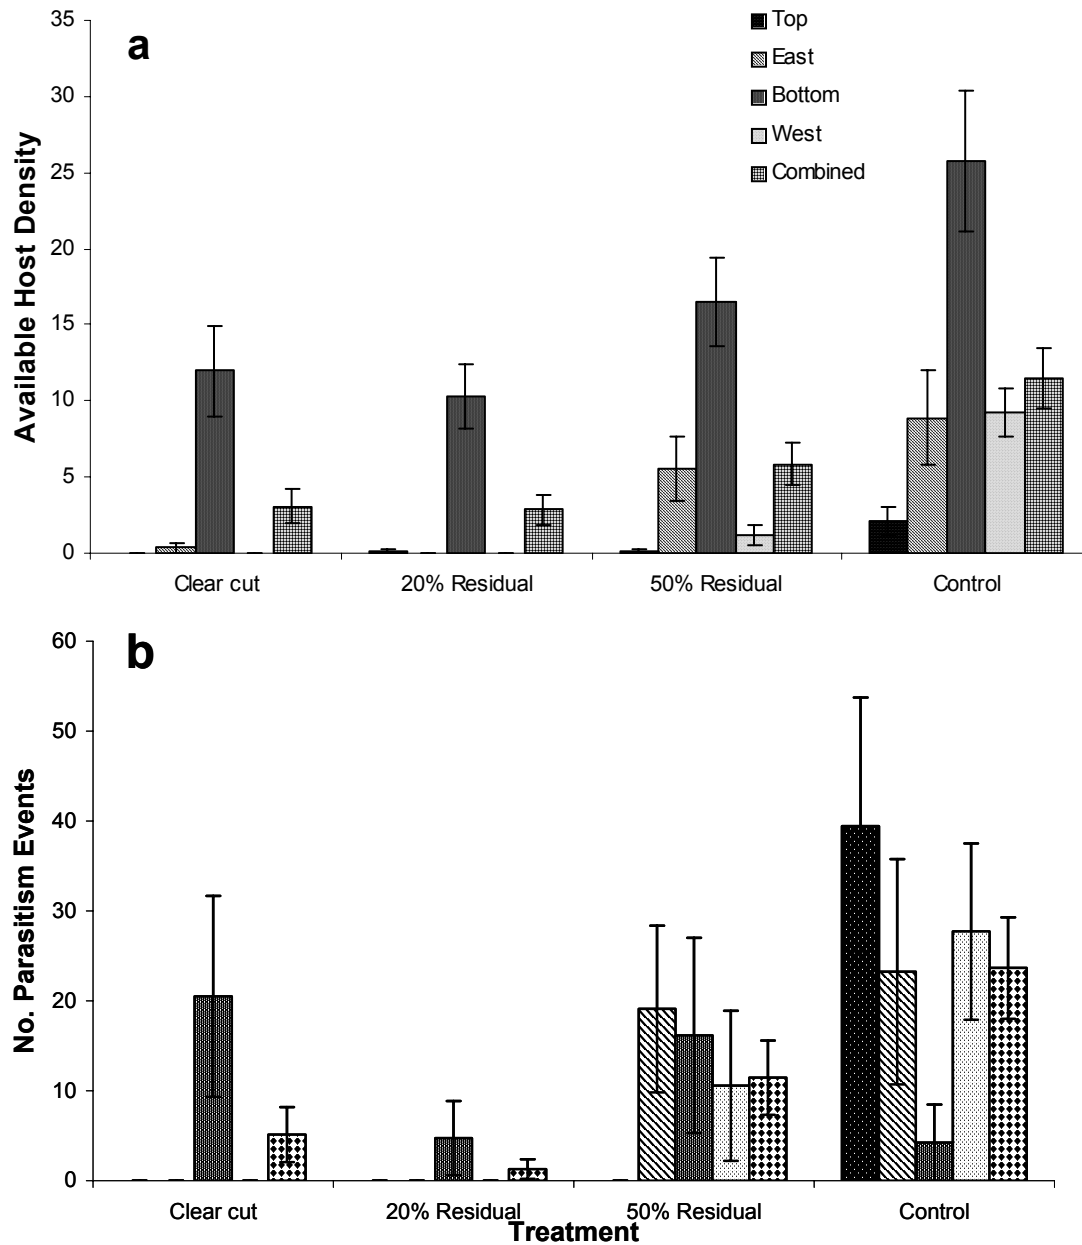 a
Available Host Density
35
30
25
20
15
10
5
0
Top
East
Bottom
West
Combined
Clear cut
20% Residual
50% Residual
Control
b
No. Parasitism Events
60
50
40
30
20
10
0
Clear cut
20% Residual
50% Residual
Control
Treatment